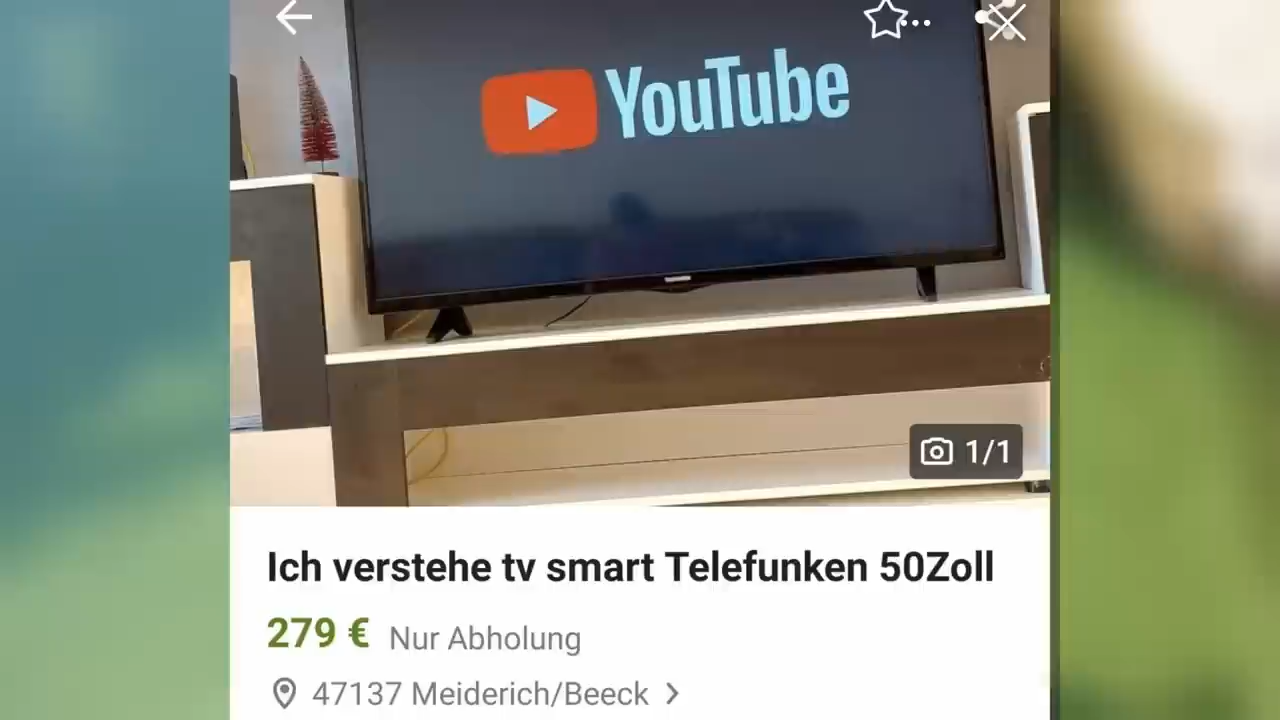 YouTube
1/1
Ich verstehe tv smart Telefunken 50Zoll
279 € Nur Abholung
47137 Meiderich/Beeck